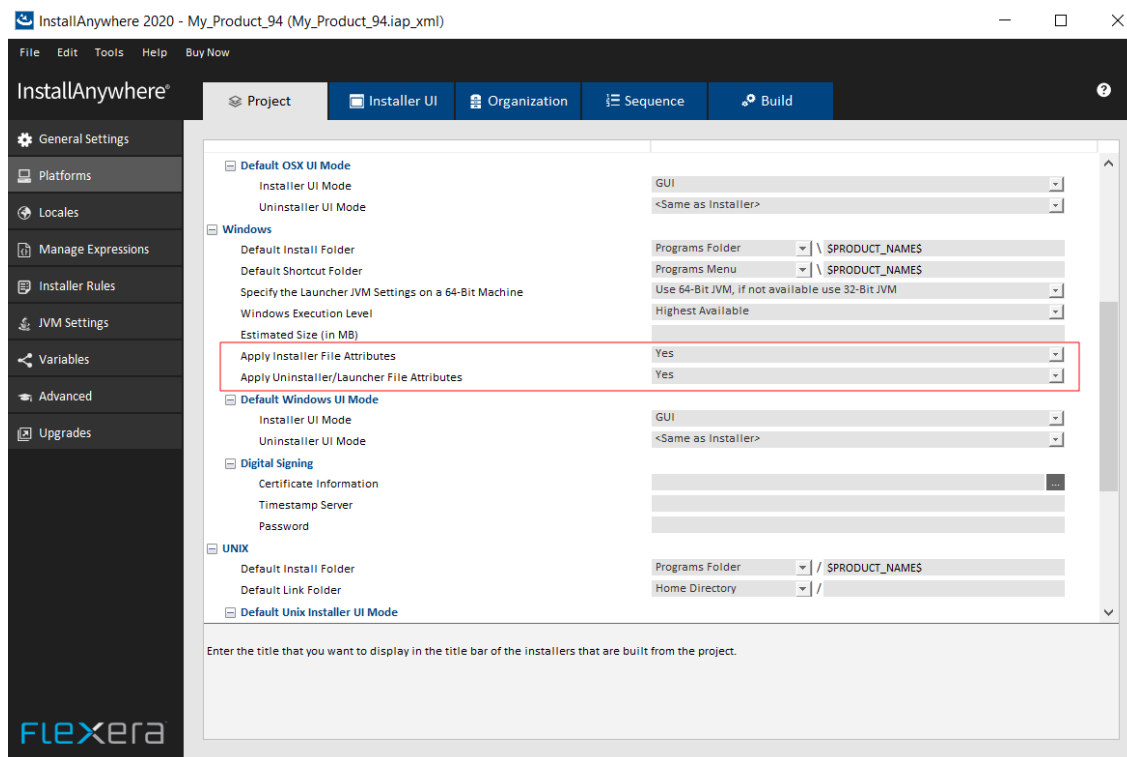 InstallAnywhere 2020 - My_Product_94 (My_Product_94.iap_xml)
File Edit Tools Help Buy Now
InstallAnywhere®
Project Installer UI Organization Sequence Build ?
General Settings
Platforms
Locales
Manage Expressions
Installer Rules
JVM Settings
Variables
Advanced
Upgrades
Default OSX UI Mode
Installer UI Mode GUI
Uninstaller UI Mode <Same as Installer>
Windows
Default Install Folder Programs Folder \ $PRODUCT_NAME$
Default Shortcut Folder Programs Menu \ $PRODUCT_NAME$
Specify the Launcher JVM Settings on a 64-Bit Machine Use 64-Bit JVM, if not available use 32-Bit JVM
Windows Execution Level Highest Available
Estimated Size (in MB)
Apply Installer File Attributes Yes
Apply Uninstaller/Launcher File Attributes Yes
Default Windows UI Mode
Installer UI Mode GUI
Uninstaller UI Mode <Same as Installer>
Digital Signing
Certificate Information ...
Timestamp Server
Password
UNIX
Default Install Folder Programs Folder / $PRODUCT_NAME$
Default Link Folder Home Directory /
Default Unix Installer UI Mode
Enter the title that you want to display in the title bar of the installers that are built from the project.
FLEXERA